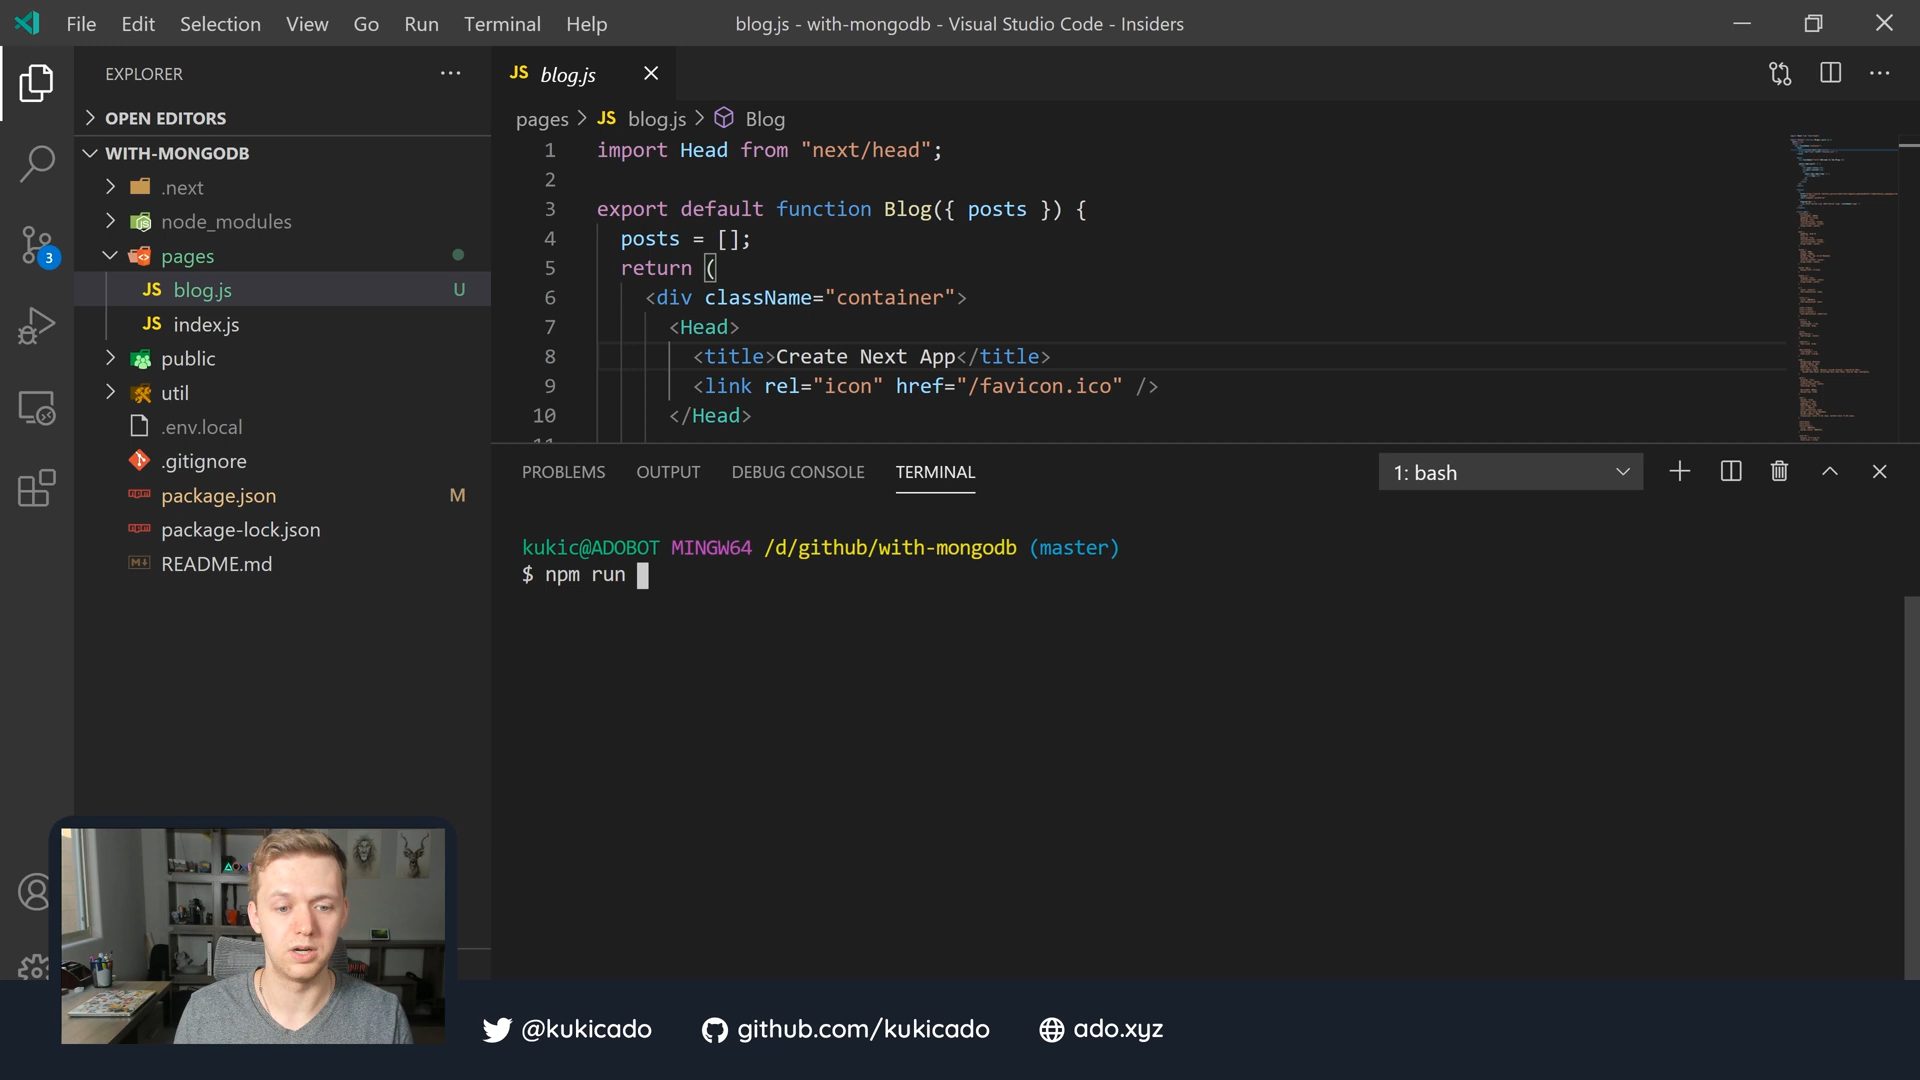 File Edit Selection View Go Run Terminal Help
blog.js - with-mongodb - Visual Studio Code - Insiders
EXPLORER
OPEN EDITORS
WITH-MONGODB
.next
node_modules
pages
JS blog.js U
JS index.js
public
util
.env.local
.gitignore
package.json M
package-lock.json
README.md
3
JS blog.js
pages > JS blog.js > Blog
1 import Head from "next/head";
2
3 export default function Blog({ posts }) {
4 posts = [];
5 return (
6 <div className="container">
7 <Head>
8 <title>Create Next App</title>
9 <link rel="icon" href="/favicon.ico" />
10 </Head>
PROBLEMS OUTPUT DEBUG CONSOLE TERMINAL
1: bash
kukic@ADOBOT MINGW64 /d/github/with-mongodb (master)
$ npm run
@kukicado
github.com/kukicado
ado.xyz